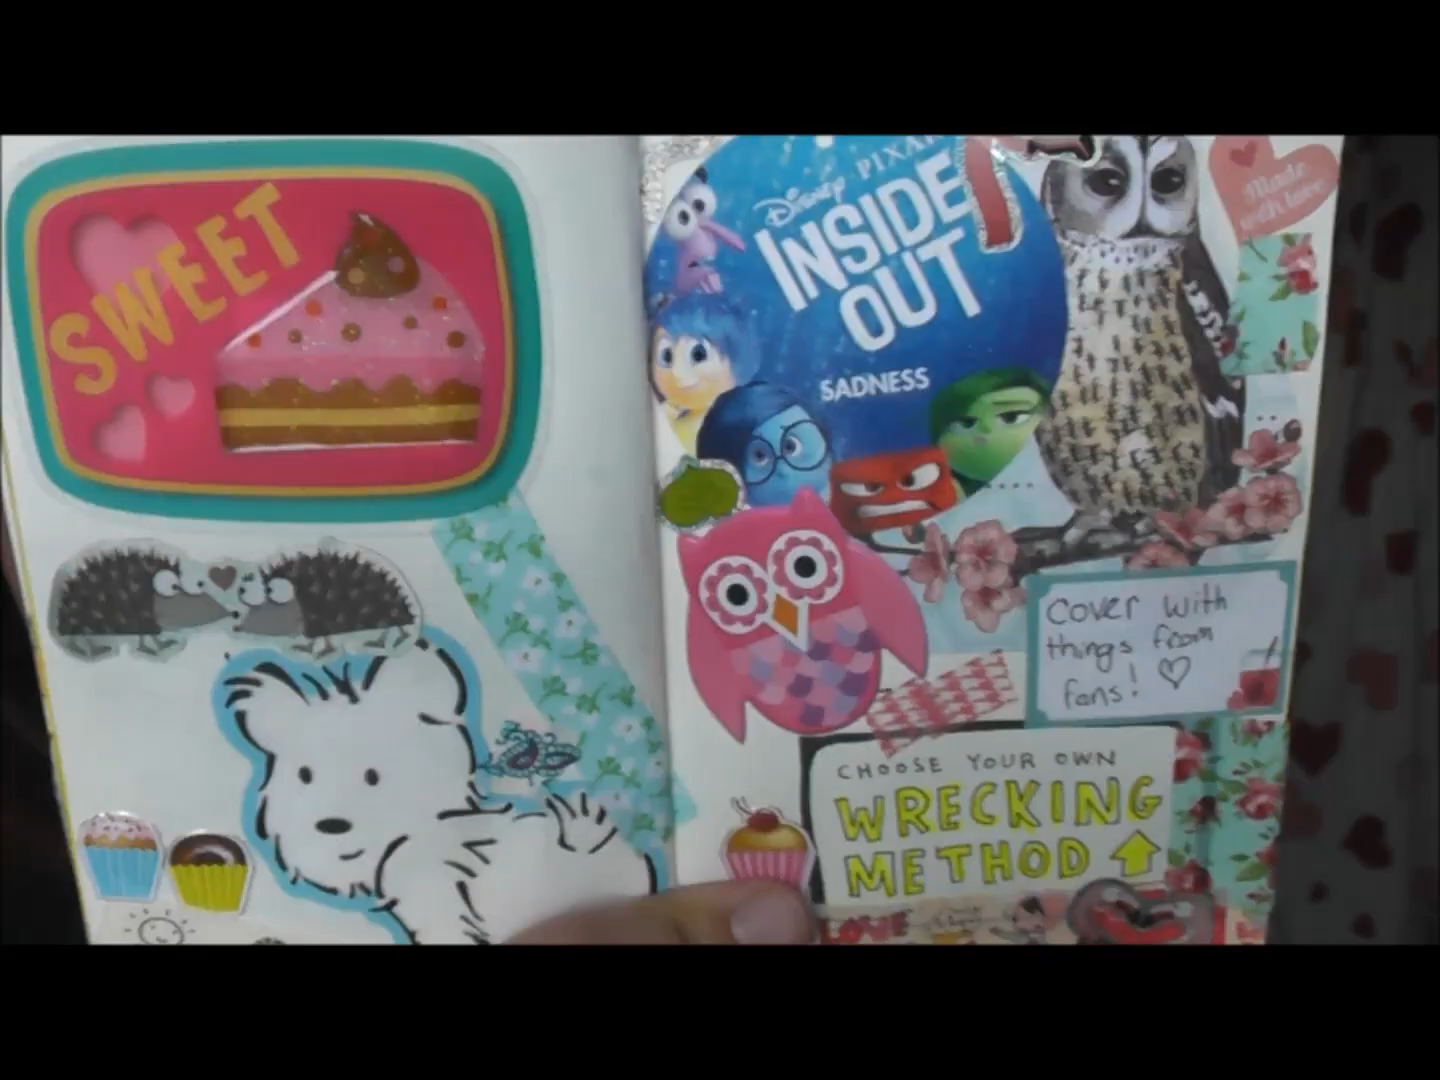 SWEET
Disney PIXAR
INSIDE
OUT
SADNESS
Made
with love
cover with
things from
fans!
CHOOSE YOUR OWN
WRECKING
METHOD
LOVE